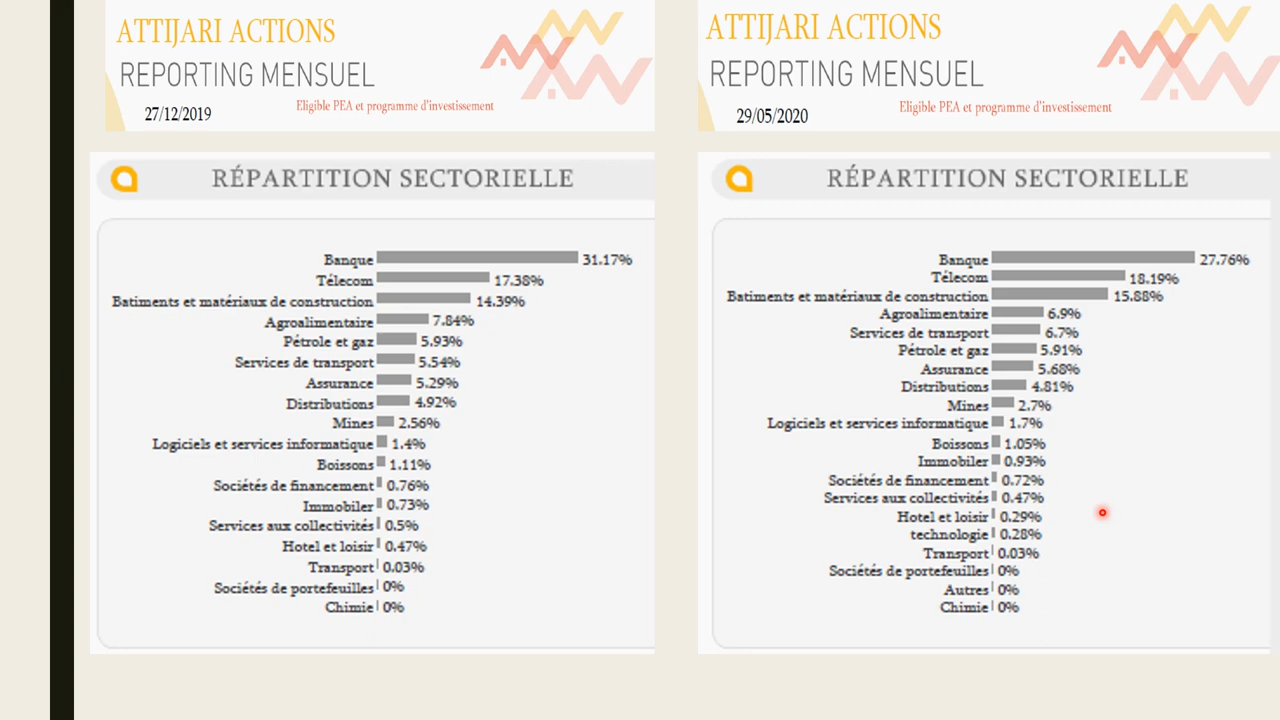 ATTIJARI ACTIONS
REPORTING MENSUEL
27/12/2019
Eligible PEA et programme d'investissement
RÉPARTITION SECTORIELLE
Banque 31.17%
Télecom 17.38%
Batiments et matériaux de construction 14.39%
Agroalimentaire 7.84%
Pétrole et gaz 5.93%
Services de transport 5.54%
Assurance 5.29%
Distributions 4.92%
Mines 2.56%
Logiciels et services informatique 1.4%
Boissons 1.11%
Sociétés de financement 0.76%
Immobiler 0.73%
Services aux collectivités 0.5%
Hotel et loisir 0.47%
Transport 0.03%
Sociétés de portefeuilles 0%
Chimie 0%
ATTIJARI ACTIONS
REPORTING MENSUEL
29/05/2020
Eligible PEA et programme d'investissement
RÉPARTITION SECTORIELLE
Banque 27.76%
Télecom 18.19%
Batiments et matériaux de construction 15.88%
Agroalimentaire 6.9%
Services de transport 6.7%
Pétrole et gaz 5.91%
Assurance 5.68%
Distributions 4.81%
Mines 2.7%
Logiciels et services informatique 1.7%
Boissons 1.05%
Immobiler 0.93%
Sociétés de financement 0.72%
Services aux collectivités 0.47%
Hotel et loisir 0.29%
technologie 0.28%
Transport 0.03%
Sociétés de portefeuilles 0%
Autres 0%
Chimie 0%